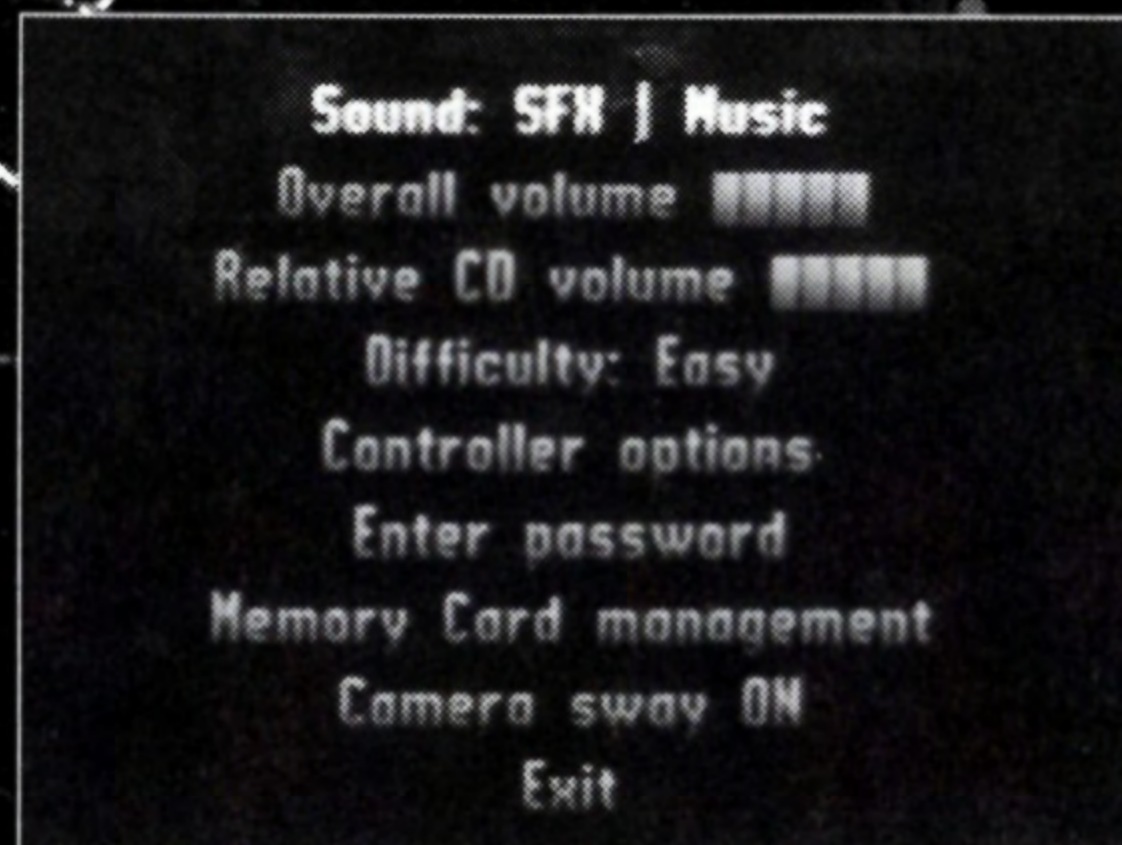 Sound: SFX | Music
Overall volume
Relative CD volume
Difficulty: Easy
Controller options
Enter password
Memory Card management
Camera sway ON
Exit